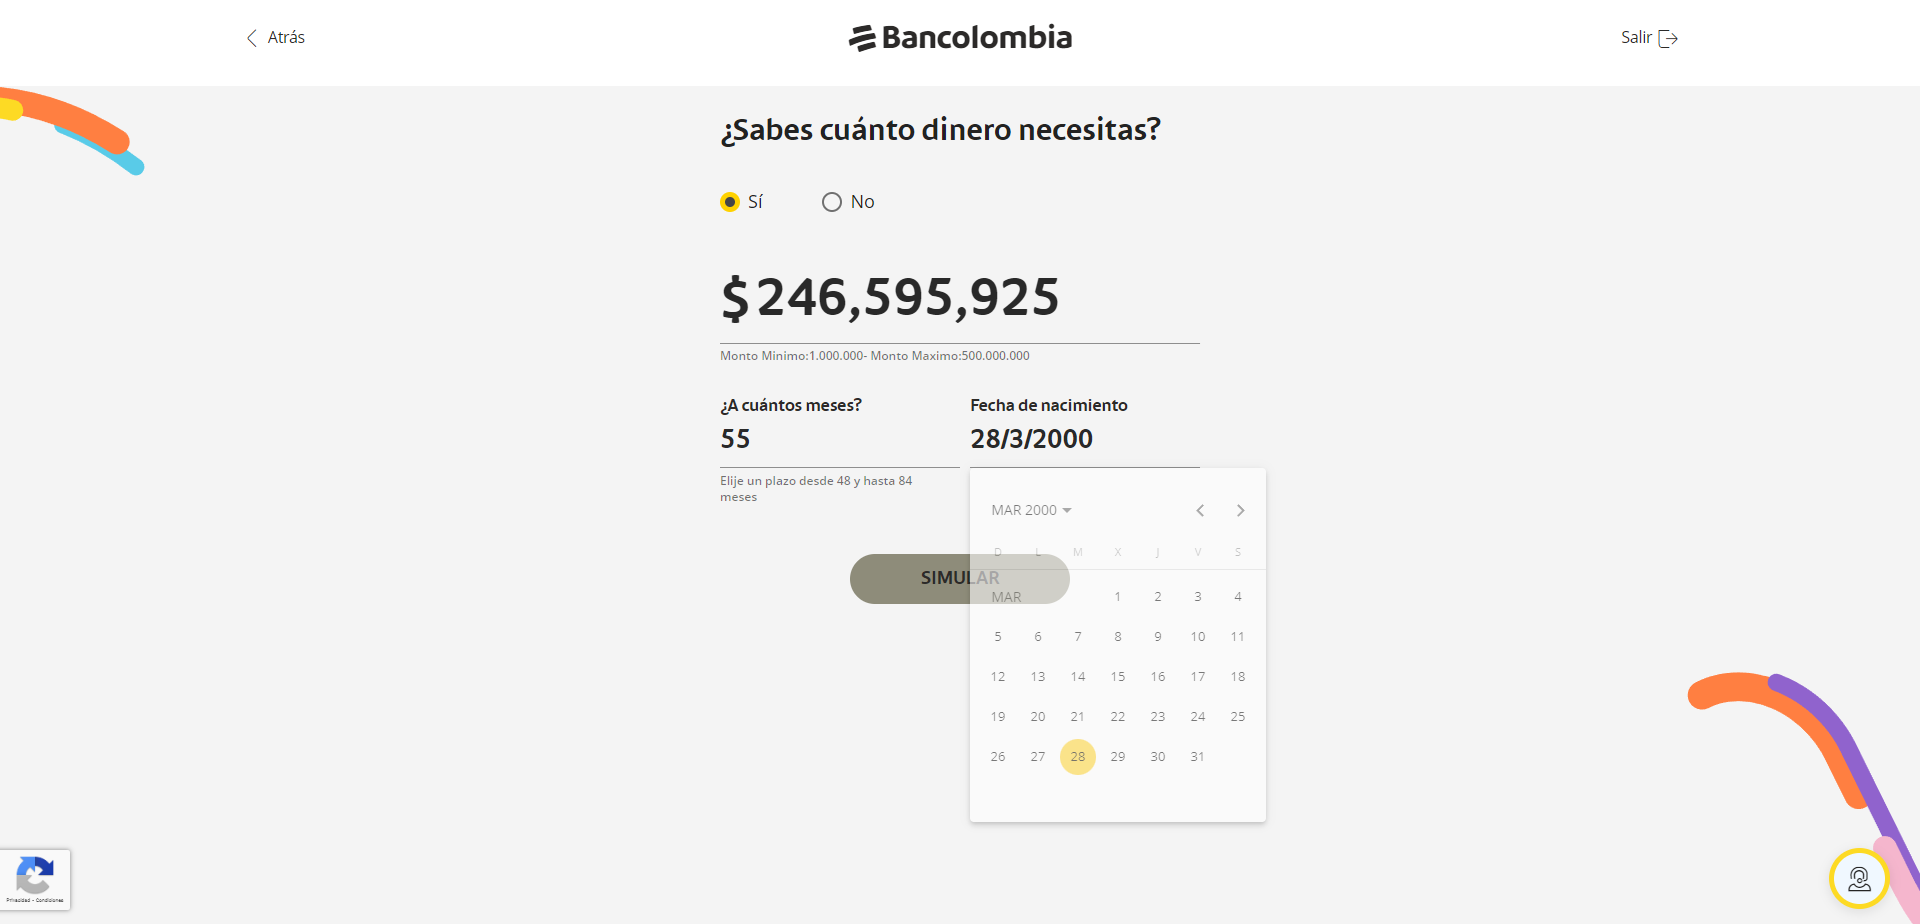 Atrás
Bancolombia
Salir
¿Sabes cuánto dinero necesitas?
Sí
No
$ 246,595,925
Monto Minimo:1.000.000- Monto Maximo:500.000.000
¿A cuántos meses?
Fecha de nacimiento
55
28/3/2000
Elije un plazo desde 48 y hasta 84
meses
MAR 2000
D L M X J V S
SIMULAR
MAR 1 2 3 4
5 6 7 8 9 10 11
12 13 14 15 16 17 18
19 20 21 22 23 24 25
26 27 28 29 30 31
Privacidad - Condiciones